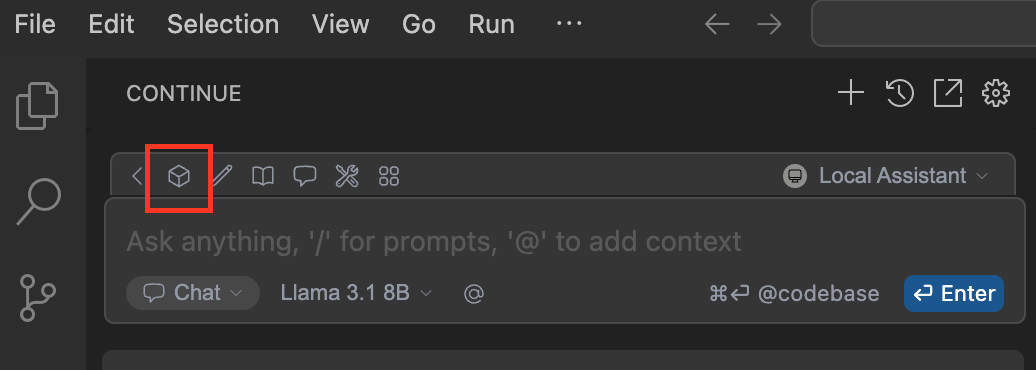 File Edit Selection View Go Run ···
CONTINUE
Local Assistant
Ask anything, '/' for prompts, '@' to add context
Chat Llama 3.1 8B @ ⌘⏎ @codebase ⏎ Enter